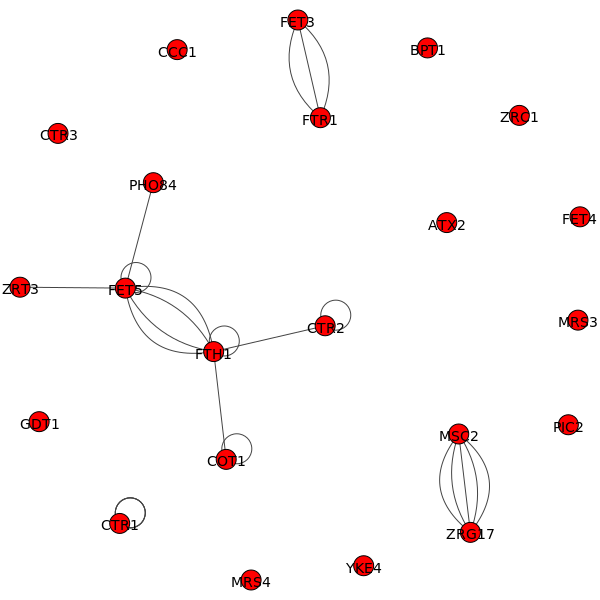 FET3
CCC1
BPT1
FTR1
ZRC1
CTR3
PHO84
ATX2
FET4
ZRT3
FET5
CTR2
MRS3
FTH1
GDT1
PIC2
MSC2
COT1
CTR1
ZRG17
YKE4
MRS4